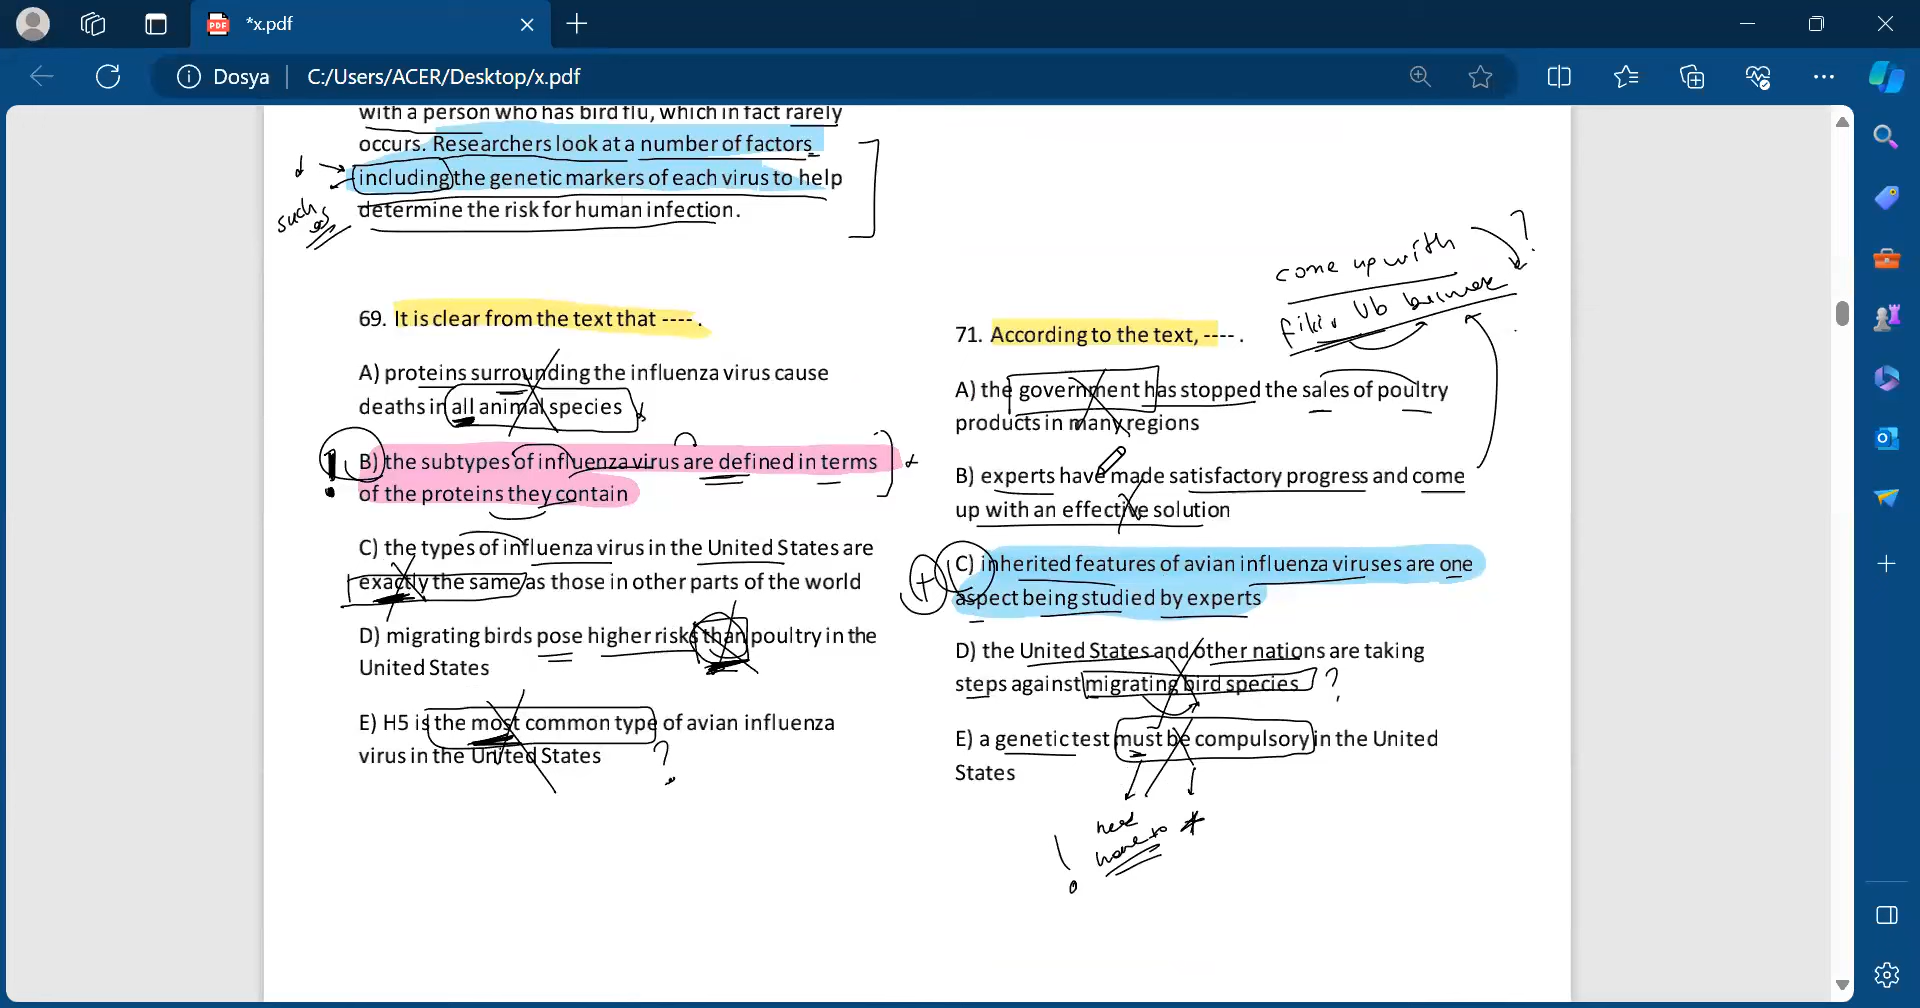 *x.pdf
Dosya
C:/Users/ACER/Desktop/x.pdf
with a person who has bird flu, which in fact rarely
occurs. Researchers look at a number of factors
including the genetic markers of each virus to help
determine the risk for human infection.
such
as
69. It is clear from the text that ---- .
A) proteins surrounding the influenza virus cause
deaths in all animal species
B) the subtypes of influenza virus are defined in terms
of the proteins they contain
C) the types of influenza virus in the United States are
exactly the same as those in other parts of the world
D) migrating birds pose higher risks than poultry in the
United States
E) H5 is the most common type of avian influenza
virus in the United States
?
come up with
?
fikir vb bulmak
71. According to the text, ---- .
A) the government has stopped the sales of poultry
products in many regions
B) experts have made satisfactory progress and come
up with an effective solution
C) inherited features of avian influenza viruses are one
aspect being studied by experts
D) the United States and other nations are taking
steps against migrating bird species
?
E) a genetic test must be compulsory in the United
States
need
have to
!